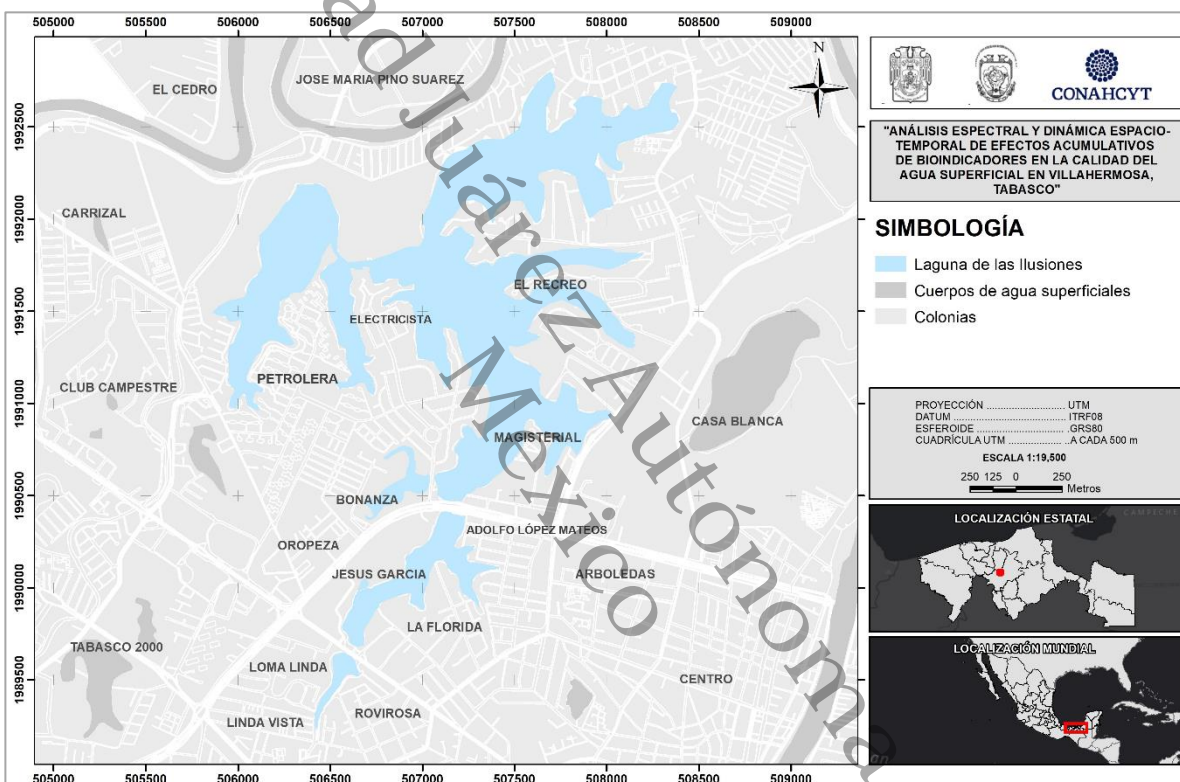 505000 505500 506000 506500 507000 507500 508000 508500 509000
1992500
1992000
1991500
1991000
1990500
1990000
1989500
JOSE MARIA PINO SUAREZ
EL CEDRO
CARRIZAL
EL RECREO
ELECTRICISTA
PETROLERA
CLUB CAMPESTRE
CASA BLANCA
MAGISTERIAL
BONANZA
ADOLFO LÓPEZ MATEOS
OROPEZA
JESUS GARCIA
ARBOLEDAS
LA FLORIDA
TABASCO 2000
LOMA LINDA
CENTRO
LINDA VISTA
ROVIROSA
N
ad Juárez Autónoma
México
505000 505500 506000 506500 507000 507500 508000 508500 509000
CONAHCYT
"ANÁLISIS ESPECTRAL Y DINÁMICA ESPACIO-
TEMPORAL DE EFECTOS ACUMULATIVOS
DE BIOINDICADORES EN LA CALIDAD DEL
AGUA SUPERFICIAL EN VILLAHERMOSA,
TABASCO"
SIMBOLOGÍA
Laguna de las Ilusiones
Cuerpos de agua superficiales
Colonias
PROYECCIÓN ........................ UTM
DATUM ................................... ITRF08
ESFEROIDE ............................ .GRS80
CUADRÍCULA UTM ................. ..A CADA 500 m
ESCALA 1:19,500
250 125 0 250
Metros
LOCALIZACIÓN ESTATAL
CAMPECHE
LOCALIZACIÓN MUNDIAL